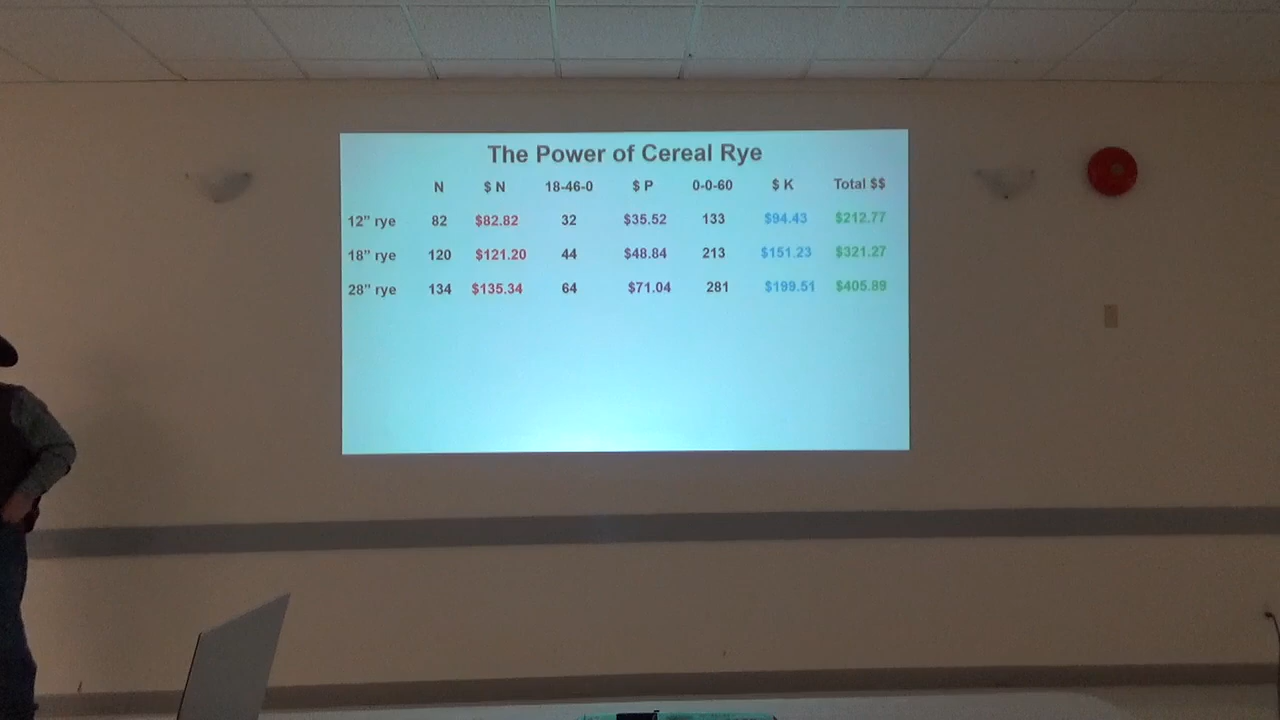 The Power of Cereal Rye
N $ N 18-46-0 $ P 0-0-60 $ K Total $$
12” rye 82 $82.82 32 $35.52 133 $94.43 $212.77
18” rye 120 $121.20 44 $48.84 213 $151.23 $321.27
28” rye 134 $135.34 64 $71.04 281 $199.51 $405.89